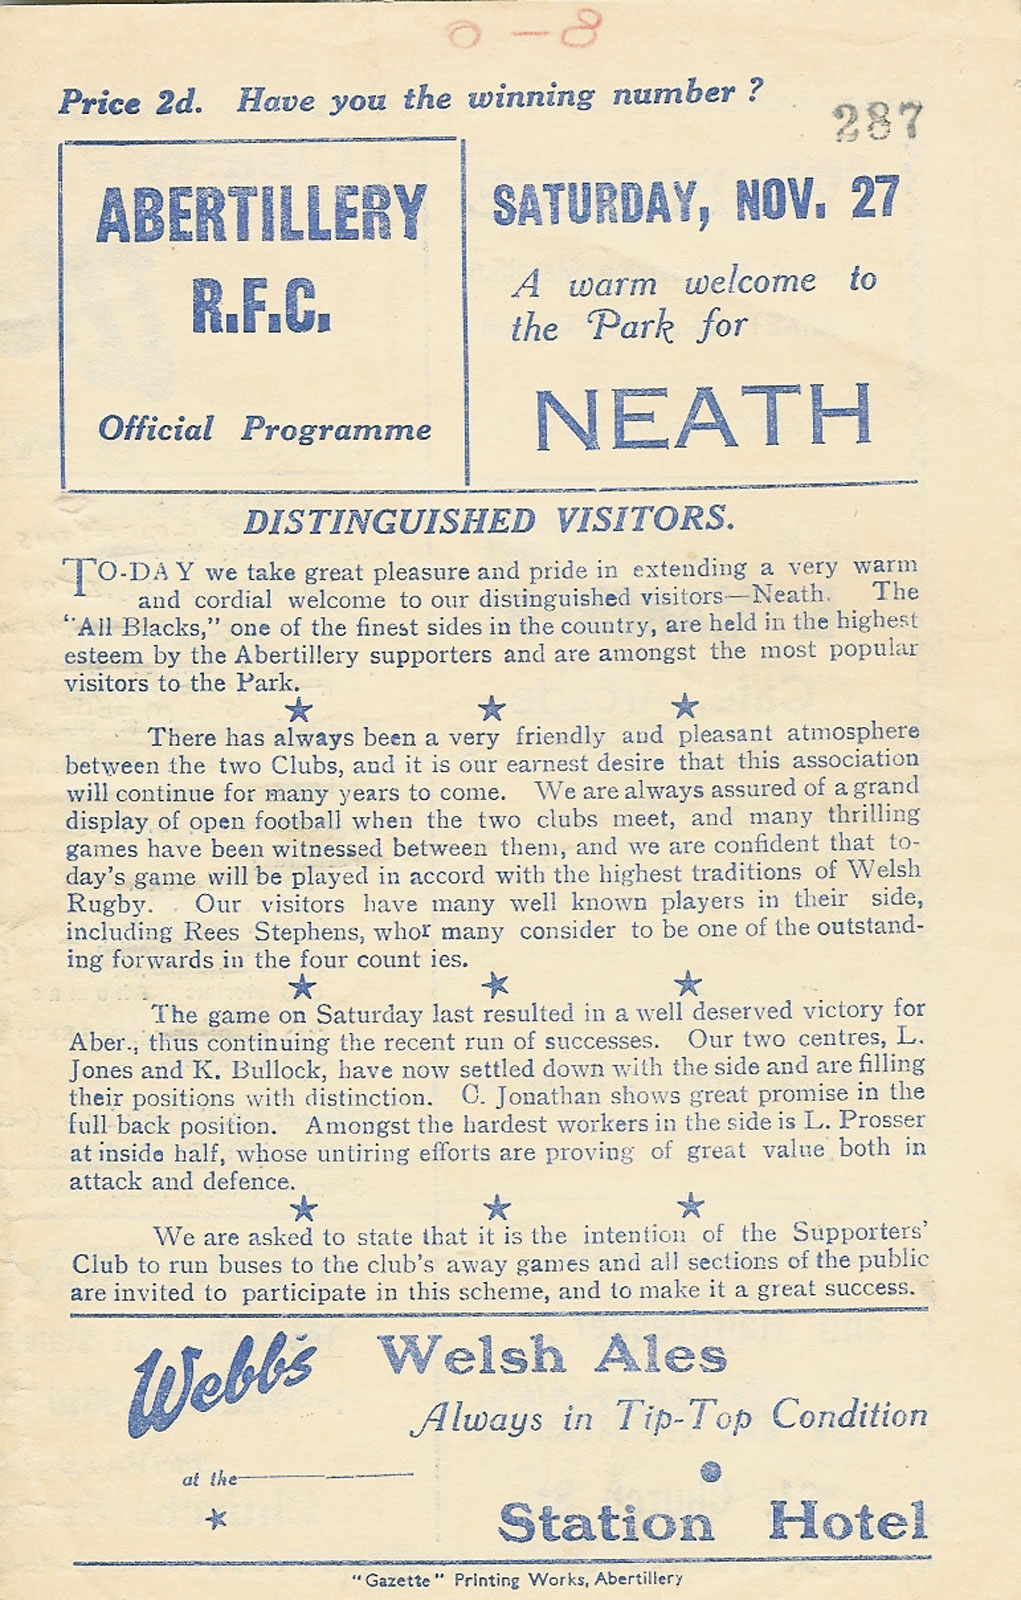 0 - 8
Price 2d. Have you the winning number ?
287
ABERTILLERY
R.F.C.
Official Programme
SATURDAY, NOV. 27
A warm welcome to
the Park for
NEATH
DISTINGUISHED VISITORS.
TO-DAY we take great pleasure and pride in extending a very warm
and cordial welcome to our distinguished visitors—Neath. The
"All Blacks," one of the finest sides in the country, are held in the highest
esteem by the Abertillery supporters and are amongst the most popular
visitors to the Park.
There has always been a very friendly and pleasant atmosphere
between the two Clubs, and it is our earnest desire that this association
will continue for many years to come. We are always assured of a grand
display of open football when the two clubs meet, and many thrilling
games have been witnessed between them, and we are confident that to-
day's game will be played in accord with the highest traditions of Welsh
Rugby. Our visitors have many well known players in their side,
including Rees Stephens, whor many consider to be one of the outstand-
ing forwards in the four count ies.
The game on Saturday last resulted in a well deserved victory for
Aber., thus continuing the recent run of successes. Our two centres, L.
Jones and K. Bullock, have now settled down with the side and are filling
their positions with distinction. C. Jonathan shows great promise in the
full back position. Amongst the hardest workers in the side is L. Prosser
at inside half, whose untiring efforts are proving of great value both in
attack and defence.
We are asked to state that it is the intention of the Supporters'
Club to run buses to the club's away games and all sections of the public
are invited to participate in this scheme, and to make it a great success.
Webb's Welsh Ales
Always in Tip-Top Condition
at the
Station Hotel
"Gazette" Printing Works, Abertillery